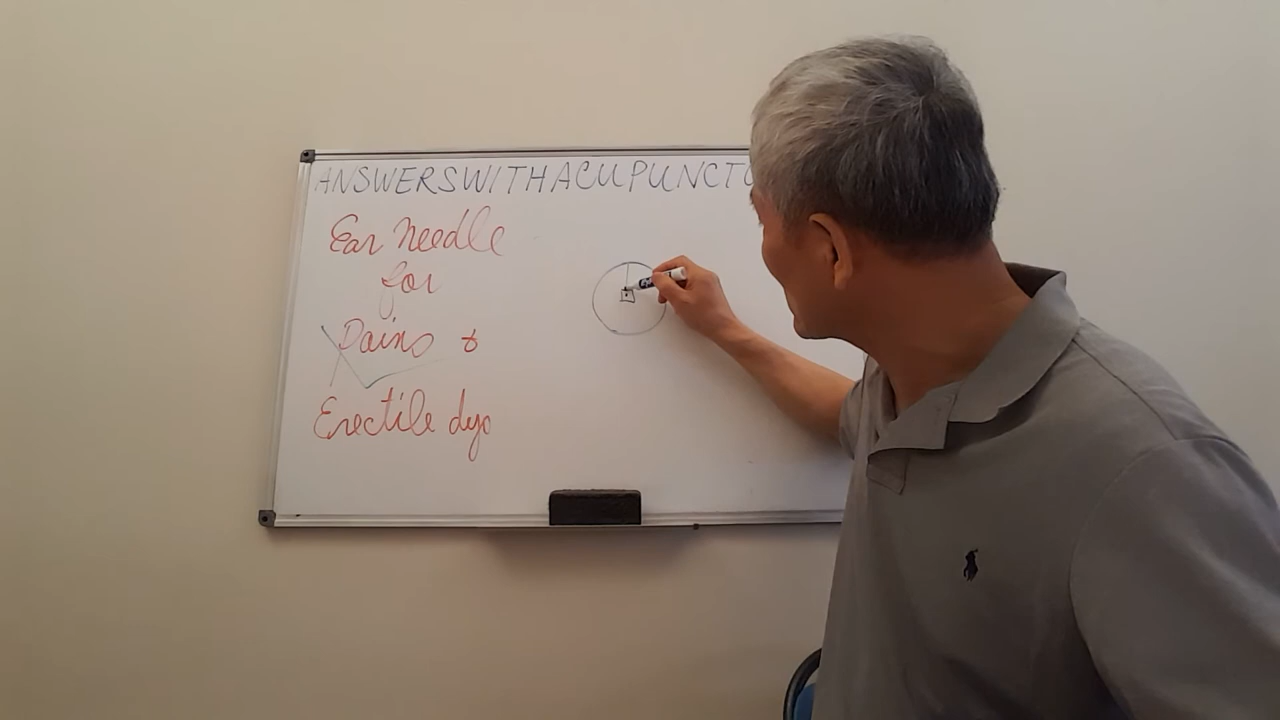 ANSWERSWITHACUPUNCTU
Ear Needle
for
Pains &
Erectile dys